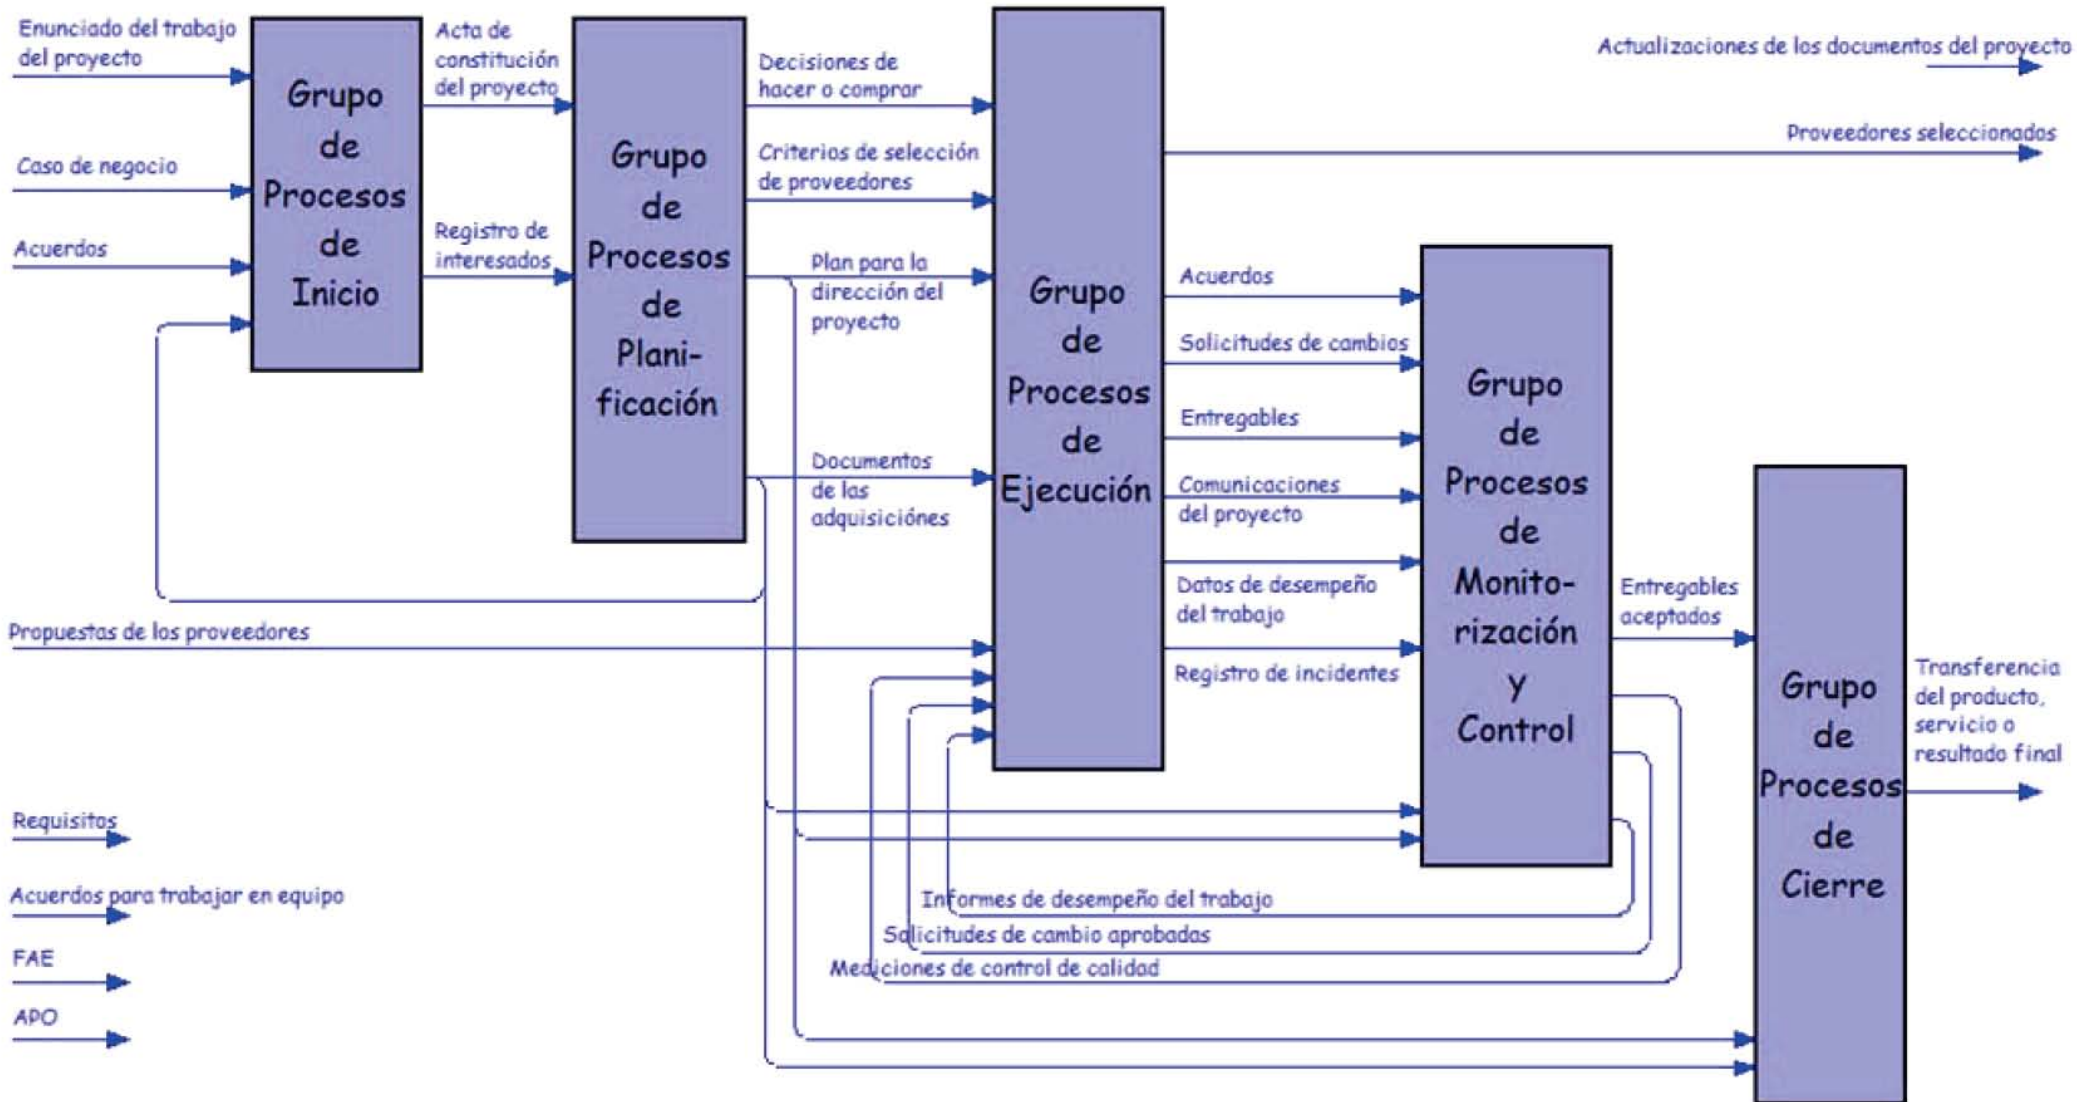 Enunciado del trabajo
del proyecto
Caso de negocio
Acuerdos
Grupo
de
Procesos
de
Inicio
Acta de
constitución
del proyecto
Registro de
interesados
Grupo
de
Procesos
de
Plani-
ficación
Decisiones de
hacer o comprar
Criterios de selección
de proveedores
Plan para la
dirección del
proyecto
Documentos
de las
adquisiciónes
Grupo
de
Procesos
de
Ejecución
Actualizaciones de los documentos del proyecto
Proveedores seleccionados
Acuerdos
Solicitudes de cambios
Entregables
Comunicaciones
del proyecto
Datos de desempeño
del trabajo
Registro de incidentes
Grupo
de
Procesos
de
Monito-
rización
y
Control
Entregables
aceptados
Grupo
de
Procesos
de
Cierre
Transferencia
del producto,
servicio o
resultado final
Propuestas de los proveedores
Informes de desempeño del trabajo
Solicitudes de cambio aprobadas
Mediciones de control de calidad
Requisitos
Acuerdos para trabajar en equipo
FAE
APO